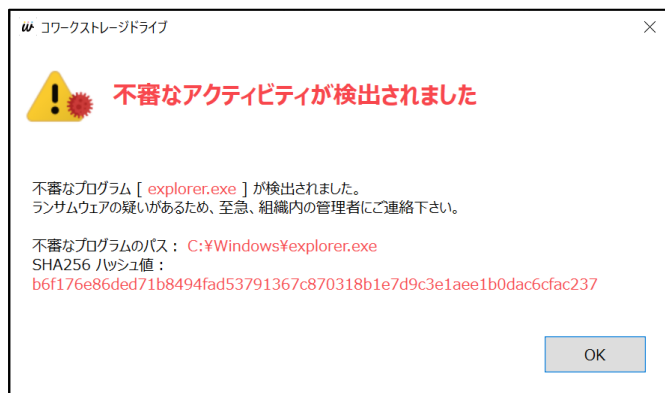 w コワークストレージドライブ
不審なアクティビティが検出されました
不審なプログラム [ explorer.exe ] が検出されました。
ランサムウェアの疑いがあるため、至急、組織内の管理者にご連絡下さい。
不審なプログラムのパス : C:¥Windows¥explorer.exe
SHA256 ハッシュ値 :
b6f176e86ded71b8494fad53791367c870318b1e7d9c3e1aee1b0dac6cfac237
OK